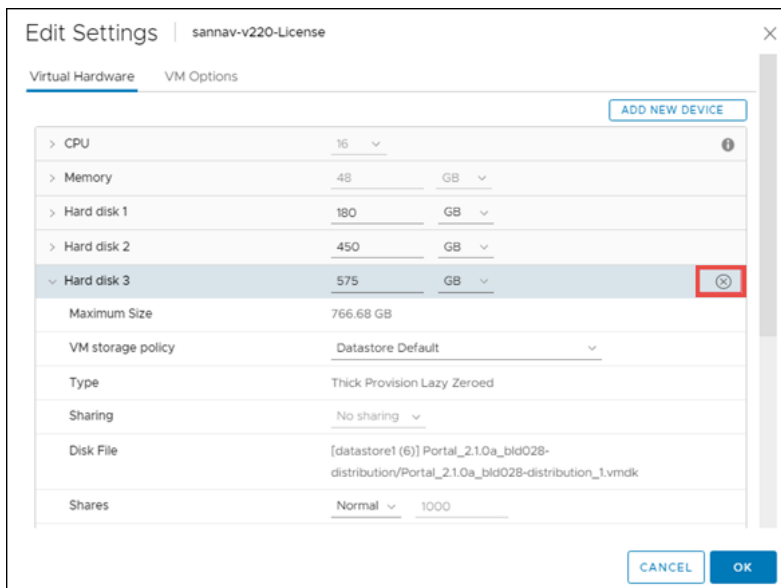 Edit Settings sannav-v220-License
Virtual Hardware VM Options
ADD NEW DEVICE
CPU 16
Memory 48 GB
Hard disk 1 180 GB
Hard disk 2 450 GB
Hard disk 3 575 GB
Maximum Size 766.68 GB
VM storage policy Datastore Default
Type Thick Provision Lazy Zeroed
Sharing No sharing
Disk File [datastore1 (6)] Portal_2.1.0a_bld028-
distribution/Portal_2.1.0a_bld028-distribution_1.vmdk
Shares Normal 1000
CANCEL OK